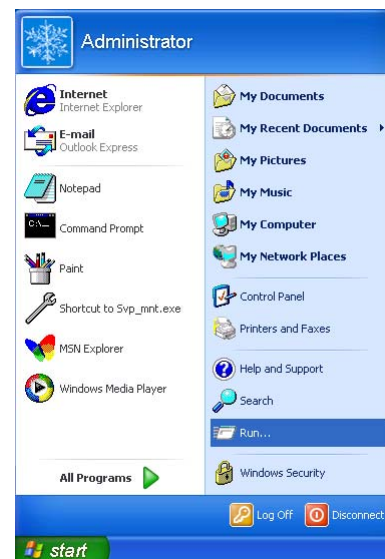 Administrator
Internet
Internet Explorer
E-mail
Outlook Express
Notepad
C:\_
Command Prompt
Paint
Shortcut to Svp_mnt.exe
MSN Explorer
Windows Media Player
All Programs
My Documents
My Recent Documents
My Pictures
My Music
My Computer
My Network Places
Control Panel
Printers and Faxes
Help and Support
Search
Run...
Windows Security
Log Off
Disconnect
start